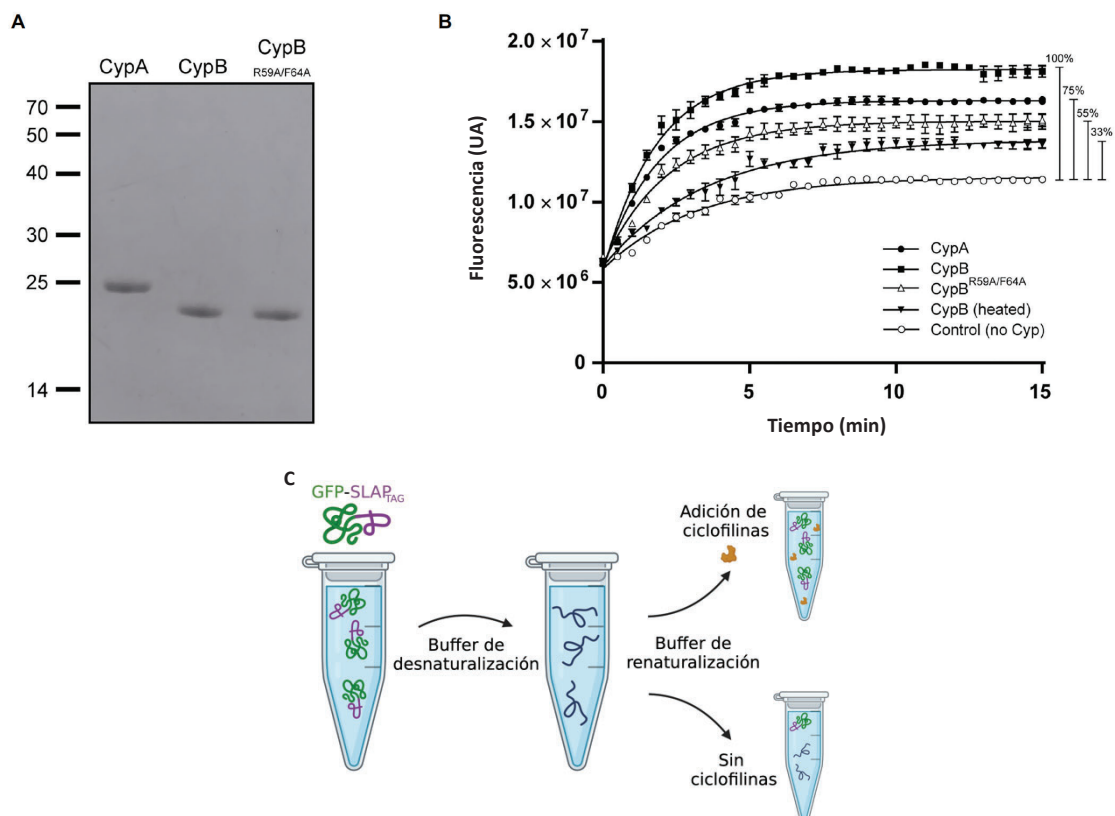 A
CypA
CypB
CypB
R59A/F64A
70
50
40
30
25
14
B
Fluorescencia (UA)
2.0 × 10⁷
1.5 × 10⁷
1.0 × 10⁷
5.0 × 10⁶
0
0
5
10
15
Tiempo (min)
100%
75%
55%
33%
CypA
CypB
CypB^R59A/F64A
CypB (heated)
Control (no Cyp)
C
GFP-SLAP_TAG
Buffer de
desnaturalización
Adición de
ciclofilinas
Buffer de
renaturalización
Sin
ciclofilinas